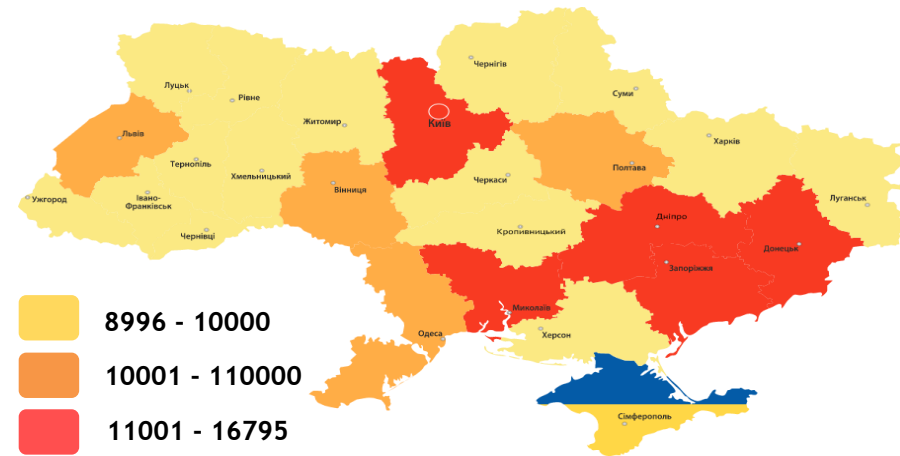 Чернігів
Луцьк
Рівне
Суми
Житомир
Київ
Львів
Харків
Тернопіль
Полтава
Хмельницький
Черкаси
Вінниця
Ужгород
Івано-
Франківськ
Луганськ
Дніпро
Чернівці
Кропивницький
Донецьк
Запоріжжя
Миколаїв
8996 - 10000
Одеса
Херсон
10001 - 110000
Сімферополь
11001 - 16795